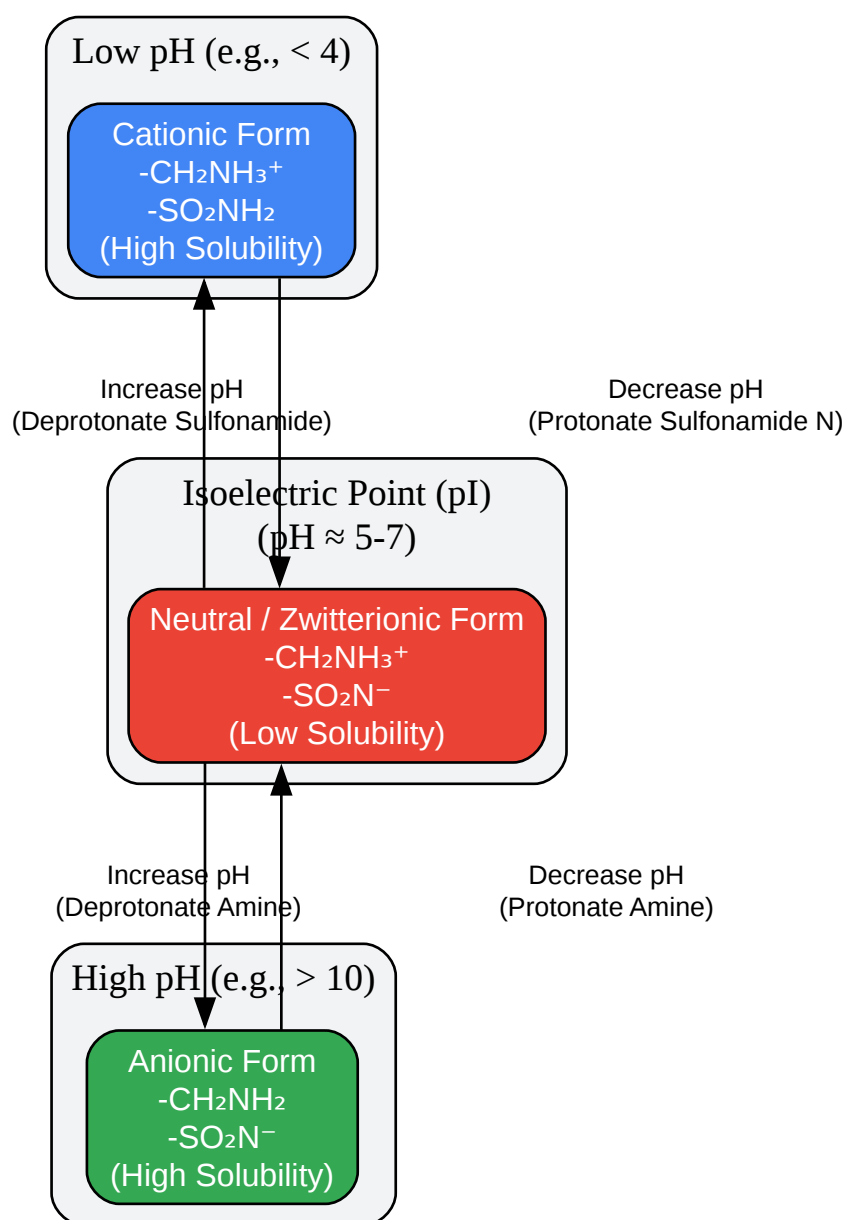 Low pH (e.g., < 4)
Cationic Form
-CH₂NH₃⁺
-SO₂NH₂
(High Solubility)
Increase pH
(Deprotonate Sulfonamide)
Decrease pH
(Protonate Sulfonamide N)
Isoelectric Point (pI)
(pH ≈ 5-7)
Neutral / Zwitterionic Form
-CH₂NH₃⁺
-SO₂N⁻
(Low Solubility)
Increase pH
(Deprotonate Amine)
Decrease pH
(Protonate Amine)
High pH (e.g., > 10)
Anionic Form
-CH₂NH₂
-SO₂N⁻
(High Solubility)